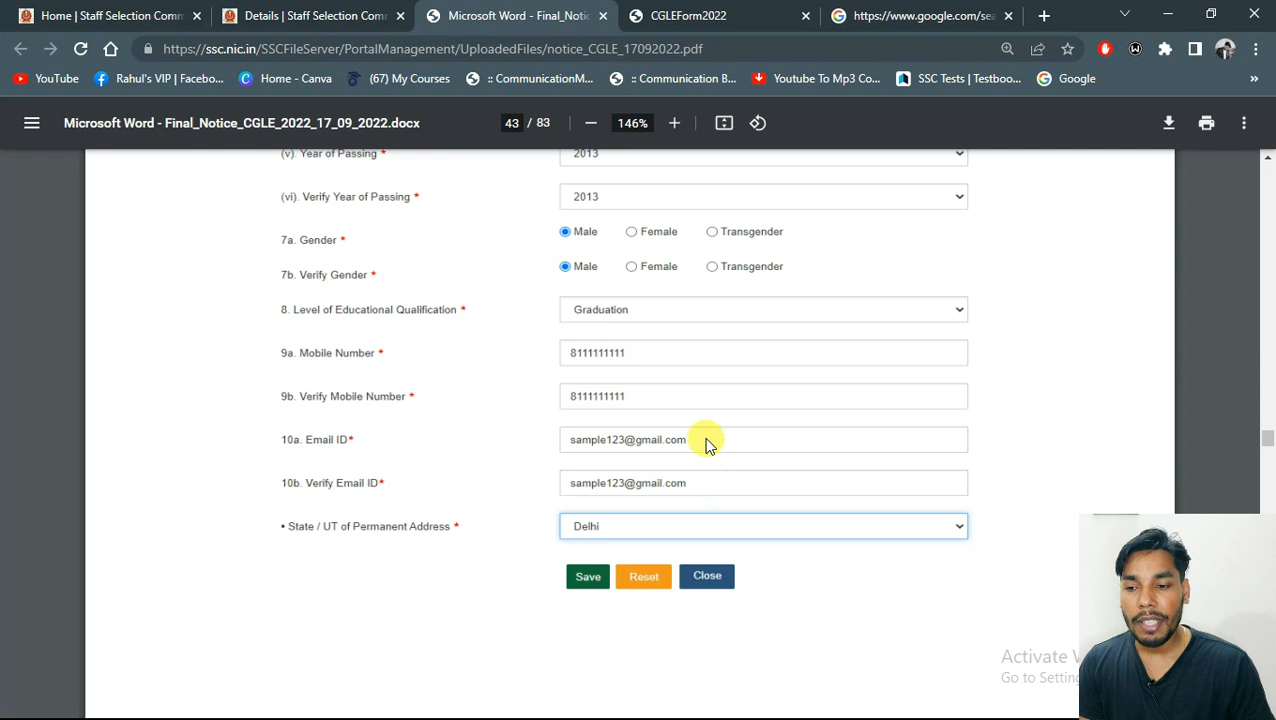 Home | Staff Selection Comm
Details | Staff Selection Com
Microsoft Word - Final_Notic
CGLEForm2022
https://www.google.com/sea
https://ssc.nic.in/SSCFileServer/PortalManagement/UploadedFiles/notice_CGLE_17092022.pdf
YouTube
Rahul's VIP | Faceboo...
Home - Canva
(67) My Courses
:: CommunicationM...
:: Communication B...
Youtube To Mp3 Co...
SSC Tests | Testboo...
Google
Microsoft Word - Final_Notice_CGLE_2022_17_09_2022.docx
43 / 83
146%
(v). Year of Passing *
2013
(vi). Verify Year of Passing *
2013
7a. Gender *
Male Female Transgender
7b. Verify Gender *
Male Female Transgender
8. Level of Educational Qualification *
Graduation
9a. Mobile Number *
8111111111
9b. Verify Mobile Number *
8111111111
10a. Email ID*
sample123@gmail.com
10b. Verify Email ID*
sample123@gmail.com
• State / UT of Permanent Address *
Delhi
Save Reset Close
Activate W
Go to Setting